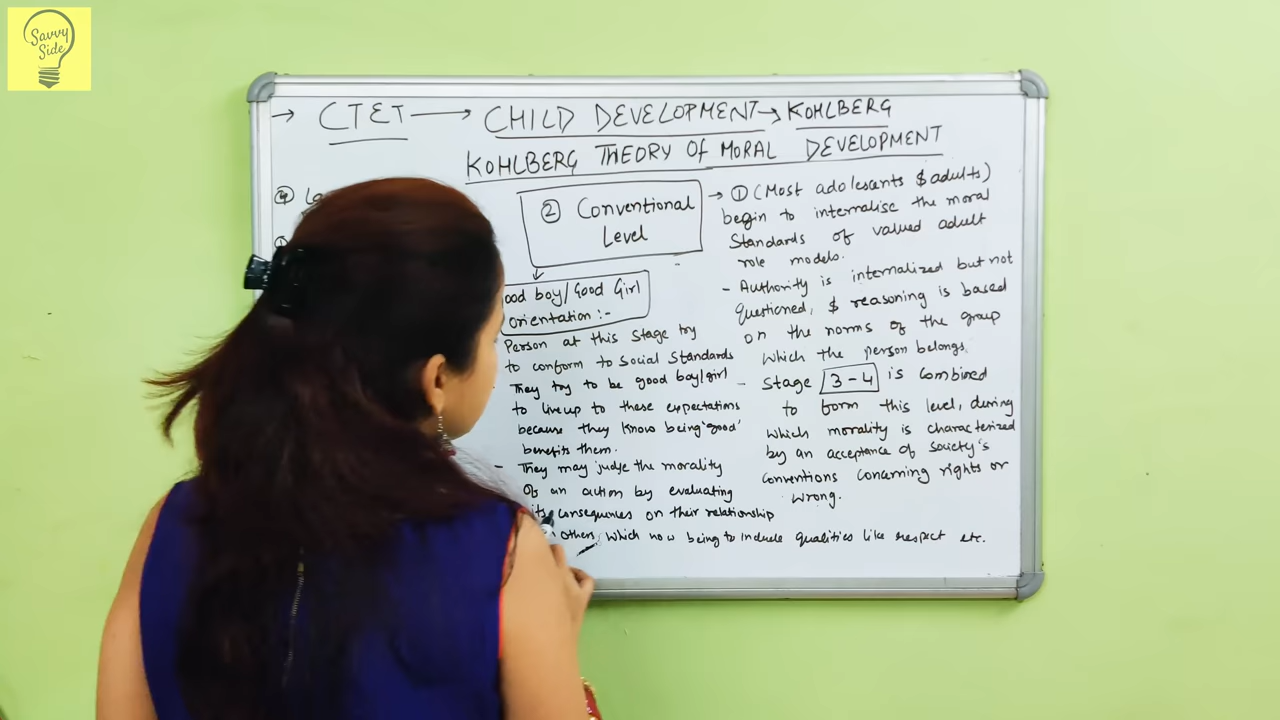 Savvy
Side
→ CTET → CHILD DEVELOPMENT → KOHLBERG
KOHLBERG THEORY OF MORAL DEVELOPMENT
④
② Conventional
Level
ood boy/Good Girl
orientation :-
Person at this stage try
to conform to social standards
They try to be good boy/girl
to live up to these expectations
because they know being 'good'
benefits them.
- They may judge the morality
of an action by evaluating
its consequences on their relationship
others, which now being to include qualities like respect etc.
→ ① (Most adolescents & adults)
begin to internalise the moral
Standards of valued adult
role models.
- Authority is internalized but not
questioned, & reasoning is based
on the norms of the group
which the person belongs.
- Stage 3-4 is combined
to form this level, during
which morality is characterized
by an acceptance of society's
conventions concerning rights or
wrong.